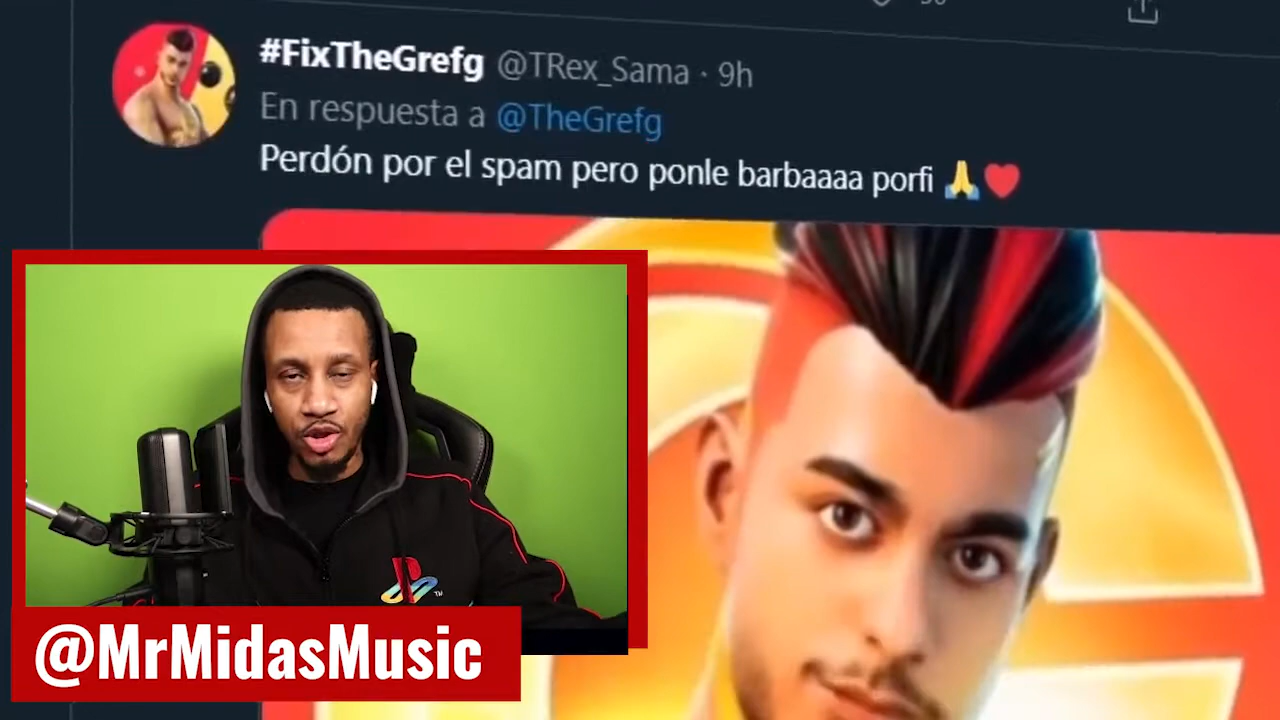 #FixTheGrefg @TRex_Sama · 9h
En respuesta a @TheGrefg
Perdón por el spam pero ponle barbaaaa porfi 🙏❤️
@MrMidasMusic